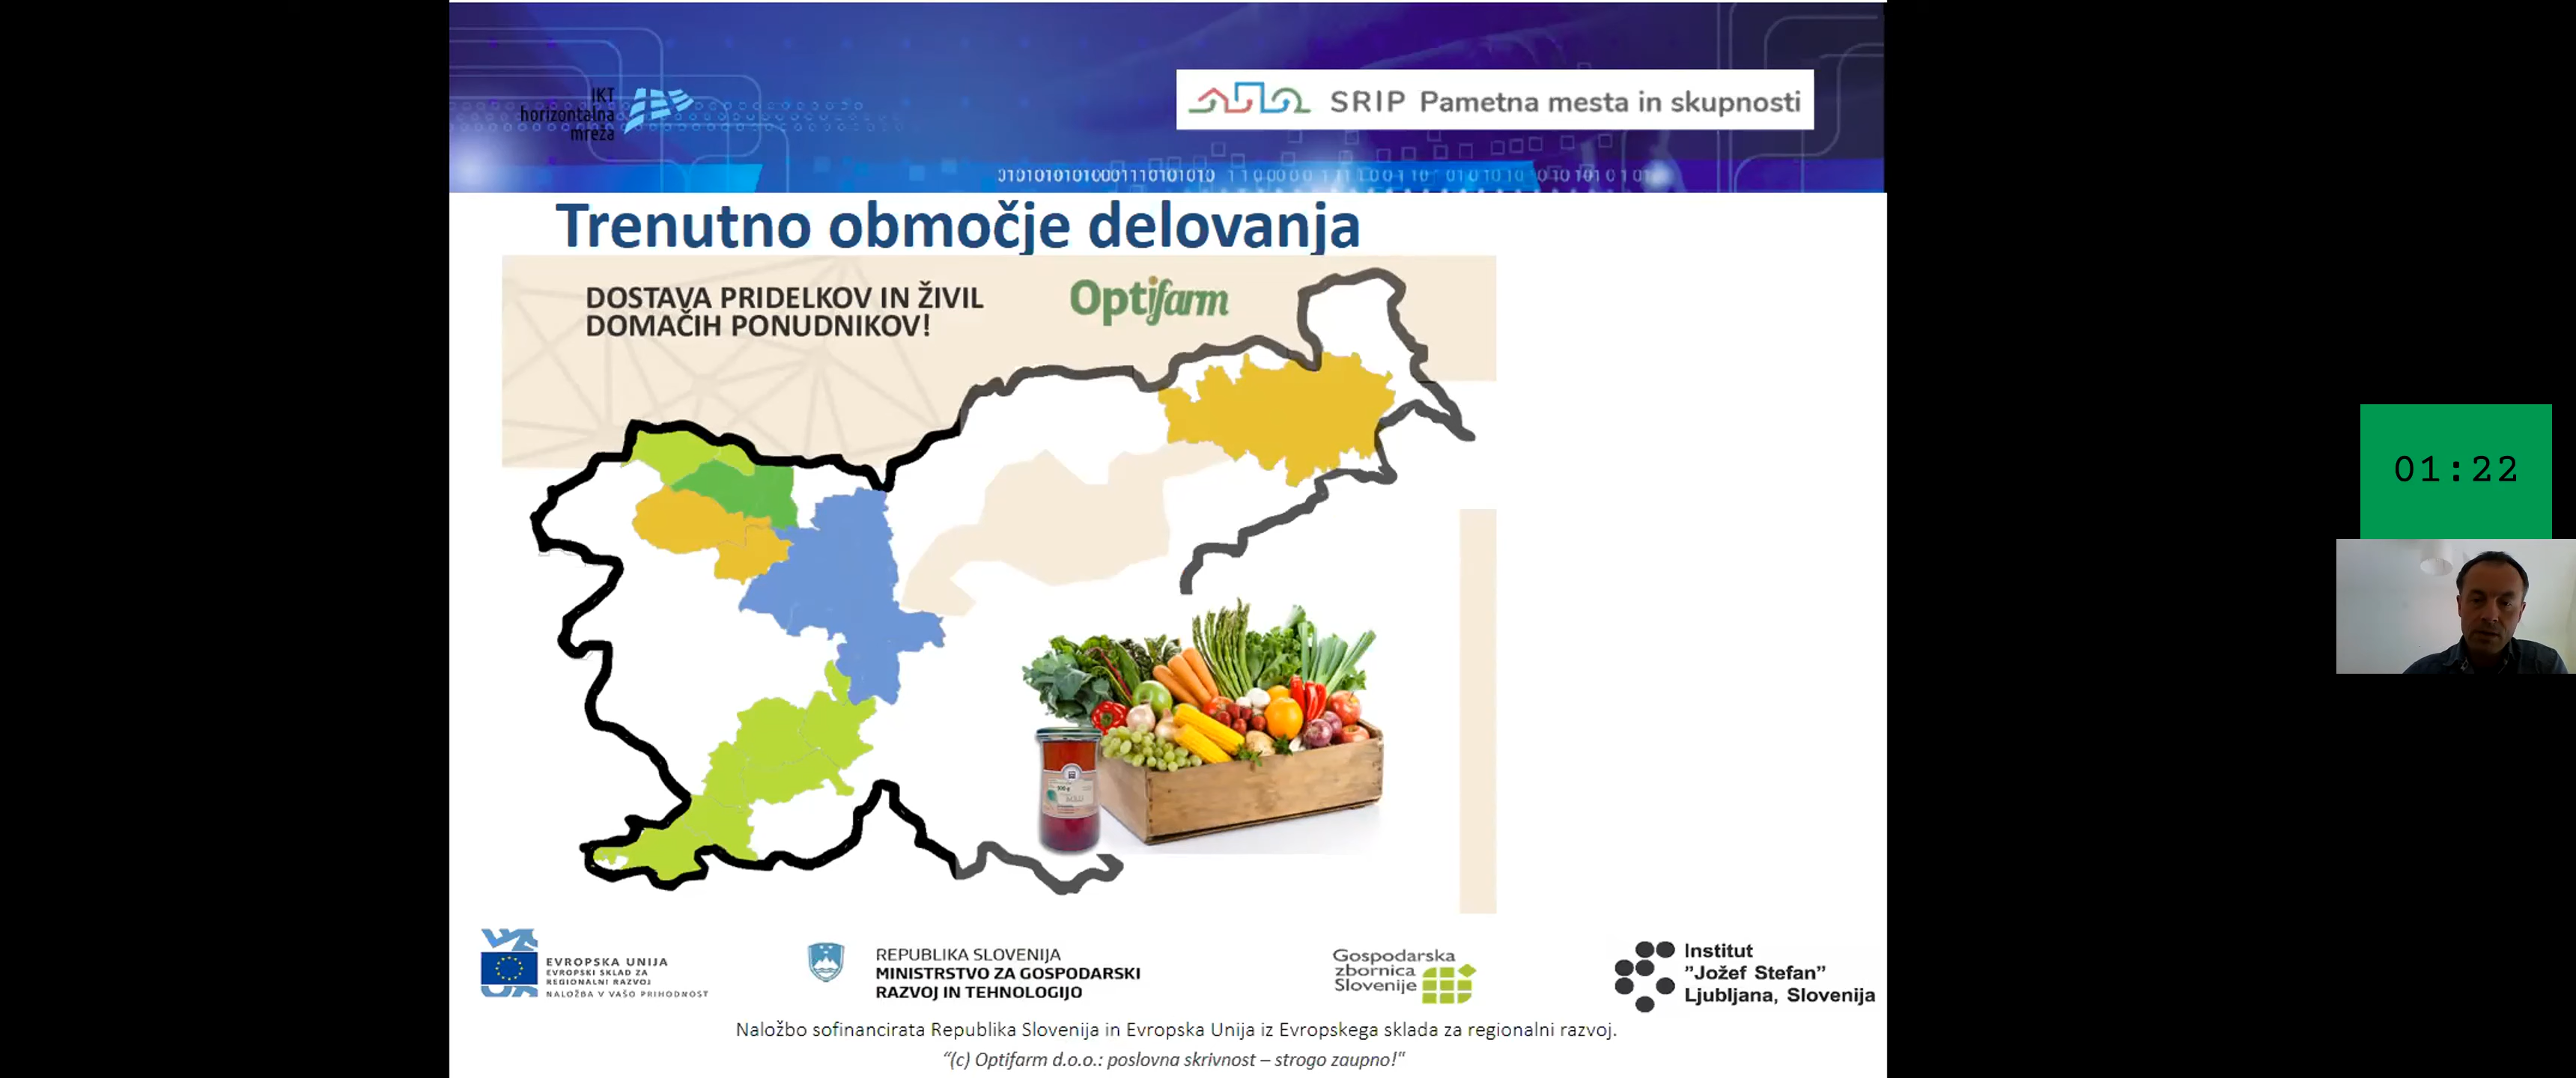 IKT
horizontalna
mreža
SRIP Pametna mesta in skupnosti
Trenutno območje delovanja
DOSTAVA PRIDELKOV IN ŽIVIL
DOMAČIH PONUDNIKOV!
Optifarm
01:22
EVROPSKA UNIJA
EVROPSKI SKLAD ZA
REGIONALNI RAZVOJ
NALOŽBA V VAŠO PRIHODNOST
REPUBLIKA SLOVENIJA
MINISTRSTVO ZA GOSPODARSKI
RAZVOJ IN TEHNOLOGIJO
Gospodarska
zbornica
Slovenije
Institut
"Jožef Stefan"
Ljubljana, Slovenija
Naložbo sofinancirata Republika Slovenija in Evropska Unija iz Evropskega sklada za regionalni razvoj.
“(c) Optifarm d.o.o.: poslovna skrivnost – strogo zaupno!"